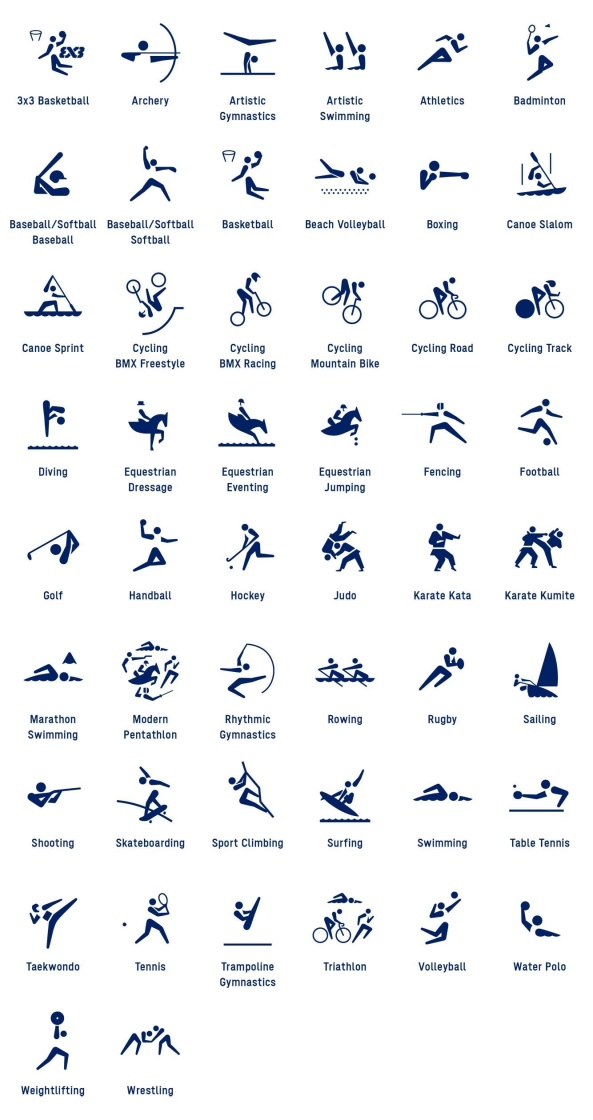 3X3
3x3 Basketball
Archery
Artistic
Gymnastics
Artistic
Swimming
Athletics
Badminton
Baseball/Softball
Baseball
Baseball/Softball
Softball
Basketball
Beach Volleyball
Boxing
Canoe Slalom
Canoe Sprint
Cycling
BMX Freestyle
Cycling
BMX Racing
Cycling
Mountain Bike
Cycling Road
Cycling Track
Diving
Equestrian
Dressage
Equestrian
Eventing
Equestrian
Jumping
Fencing
Football
Golf
Handball
Hockey
Judo
Karate Kata
Karate Kumite
Marathon
Swimming
Modern
Pentathlon
Rhythmic
Gymnastics
Rowing
Rugby
Sailing
Shooting
Skateboarding
Sport Climbing
Surfing
Swimming
Table Tennis
Taekwondo
Tennis
Trampoline
Gymnastics
Triathlon
Volleyball
Water Polo
Weightlifting
Wrestling